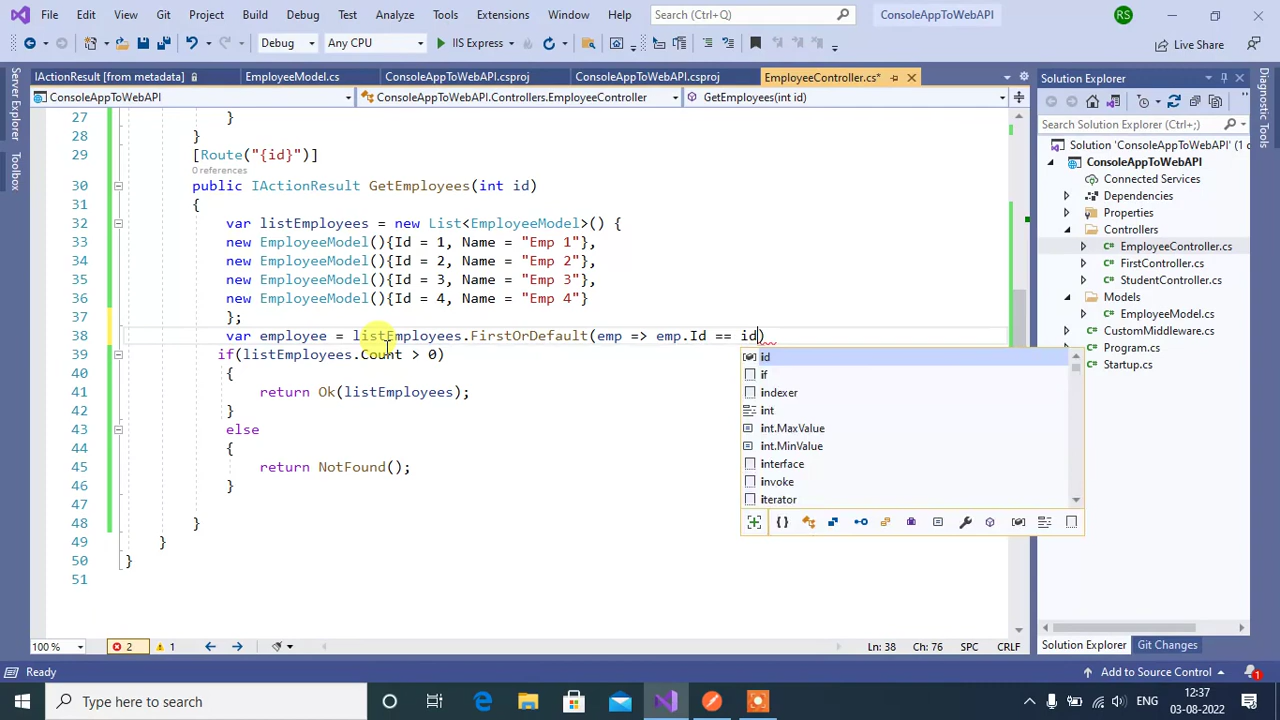 File Edit View Git Project Build Debug Test Analyze Tools Extensions Window Help Search (Ctrl+Q) ConsoleAppToWebAPI RS
Debug Any CPU IIS Express Live Share
IActionResult [from metadata] EmployeeModel.cs ConsoleAppToWebAPI.csproj ConsoleAppToWebAPI.csproj EmployeeController.cs*
ConsoleAppToWebAPI ConsoleAppToWebAPI.Controllers.EmployeeController GetEmployees(int id)
Server Explorer
Toolbox
27 }
28 }
29 [Route("{id}")]
0 references
30 public IActionResult GetEmployees(int id)
31 {
32 var listEmployees = new List<EmployeeModel>() {
33 new EmployeeModel(){Id = 1, Name = "Emp 1"},
34 new EmployeeModel(){Id = 2, Name = "Emp 2"},
35 new EmployeeModel(){Id = 3, Name = "Emp 3"},
36 new EmployeeModel(){Id = 4, Name = "Emp 4"}
37 };
38 var employee = listEmployees.FirstOrDefault(emp => emp.Id == id)
39 if(listEmployees.Count > 0)
40 {
41 return Ok(listEmployees);
42 }
43 else
44 {
45 return NotFound();
46 }
47
48 }
49 }
50 }
51
id
if
indexer
int
int.MaxValue
int.MinValue
interface
invoke
iterator
Solution Explorer
Search Solution Explorer (Ctrl+;)
Solution 'ConsoleAppToWebAPI' (1 o
ConsoleAppToWebAPI
Connected Services
Dependencies
Properties
Controllers
EmployeeController.cs
FirstController.cs
StudentController.cs
Models
EmployeeModel.cs
CustomMiddleware.cs
Program.cs
Startup.cs
Solution Explorer Git Changes
Diagnostic Tools
100 % 2 1 Ln: 38 Ch: 76 SPC CRLF
Ready Add to Source Control 1
Type here to search ENG 12:37
03-08-2022